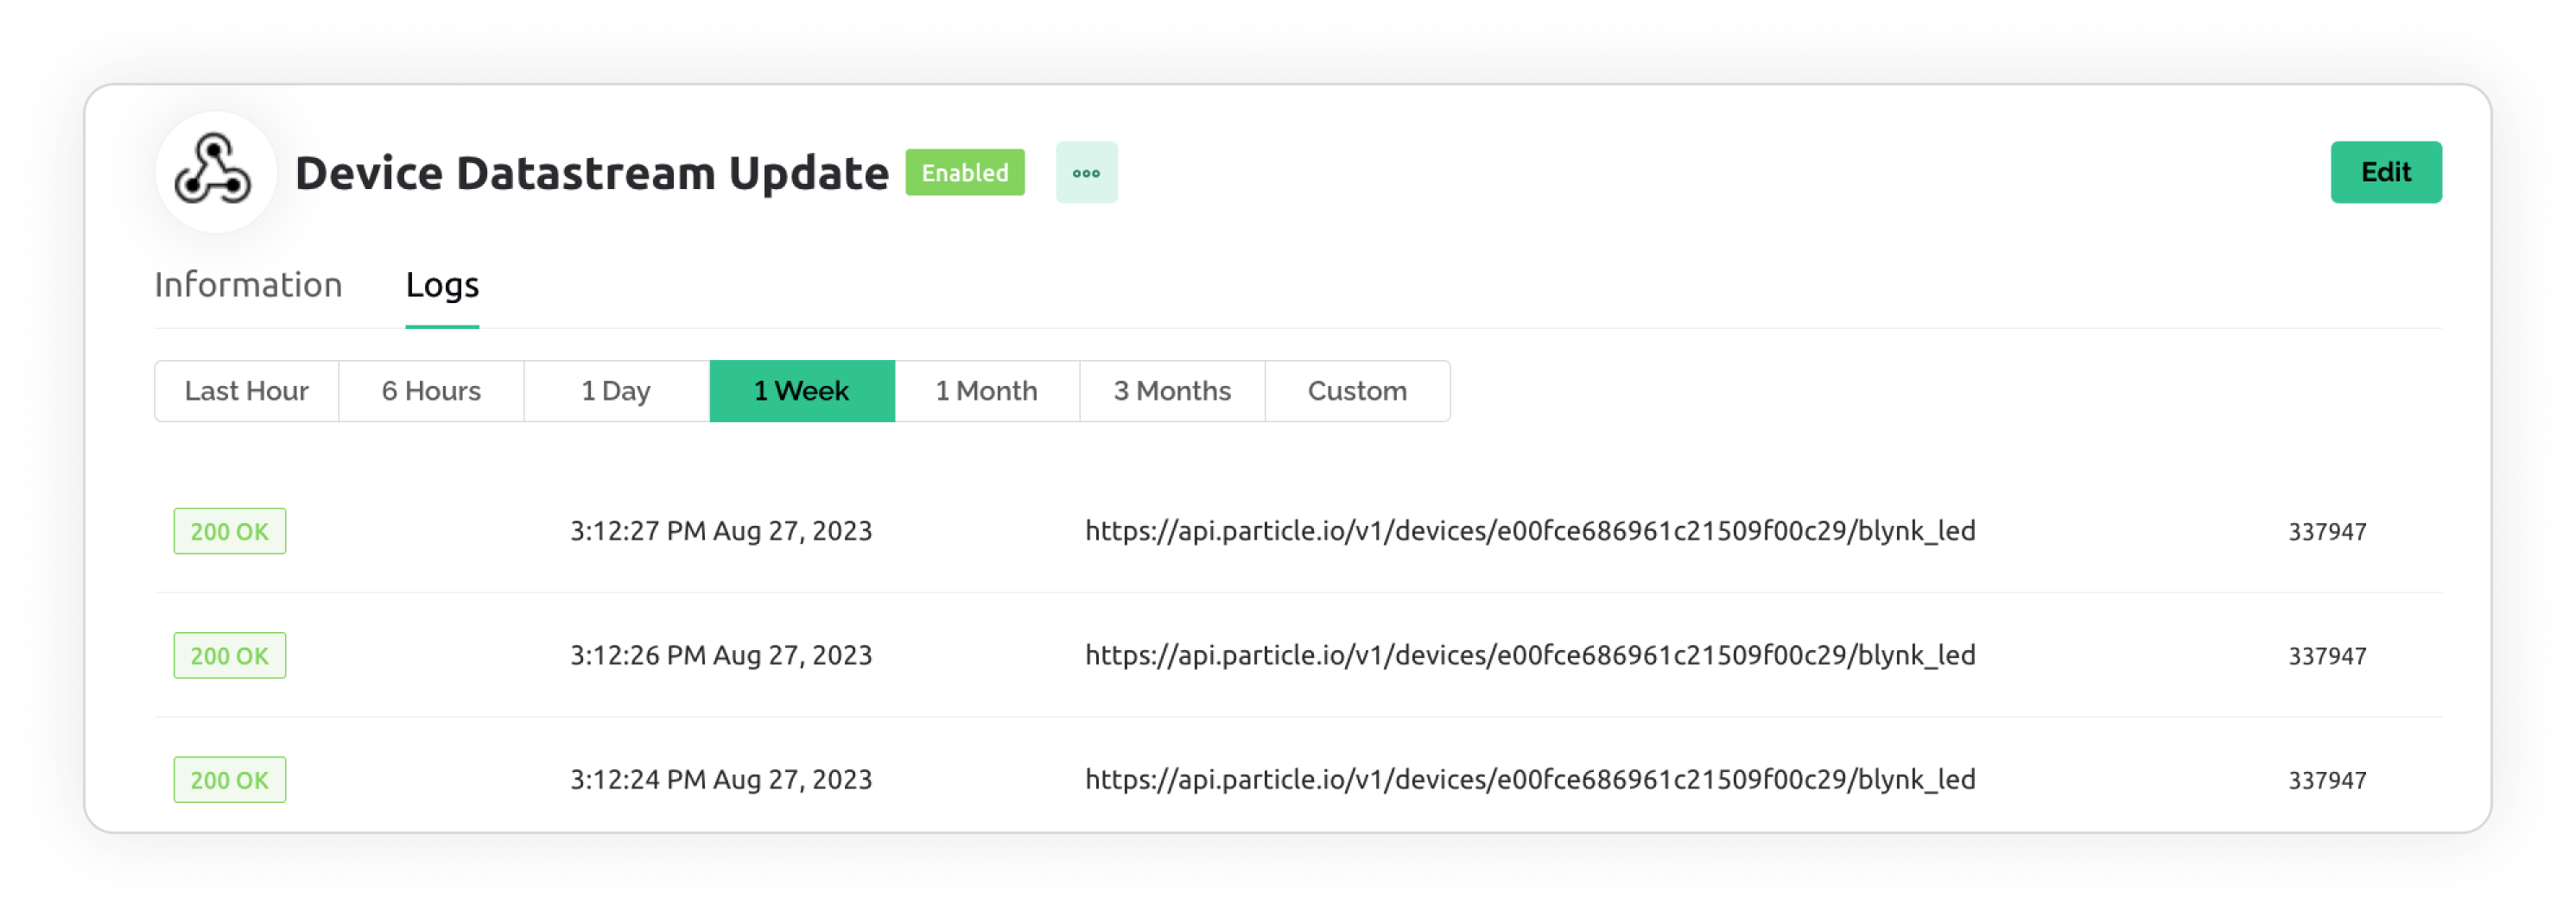 Device Datastream Update Enabled
Edit
Information Logs
Last Hour 6 Hours 1 Day 1 Week 1 Month 3 Months Custom
200 OK 3:12:27 PM Aug 27, 2023 https://api.particle.io/v1/devices/e00fce686961c21509f00c29/blynk_led 337947
200 OK 3:12:26 PM Aug 27, 2023 https://api.particle.io/v1/devices/e00fce686961c21509f00c29/blynk_led 337947
200 OK 3:12:24 PM Aug 27, 2023 https://api.particle.io/v1/devices/e00fce686961c21509f00c29/blynk_led 337947